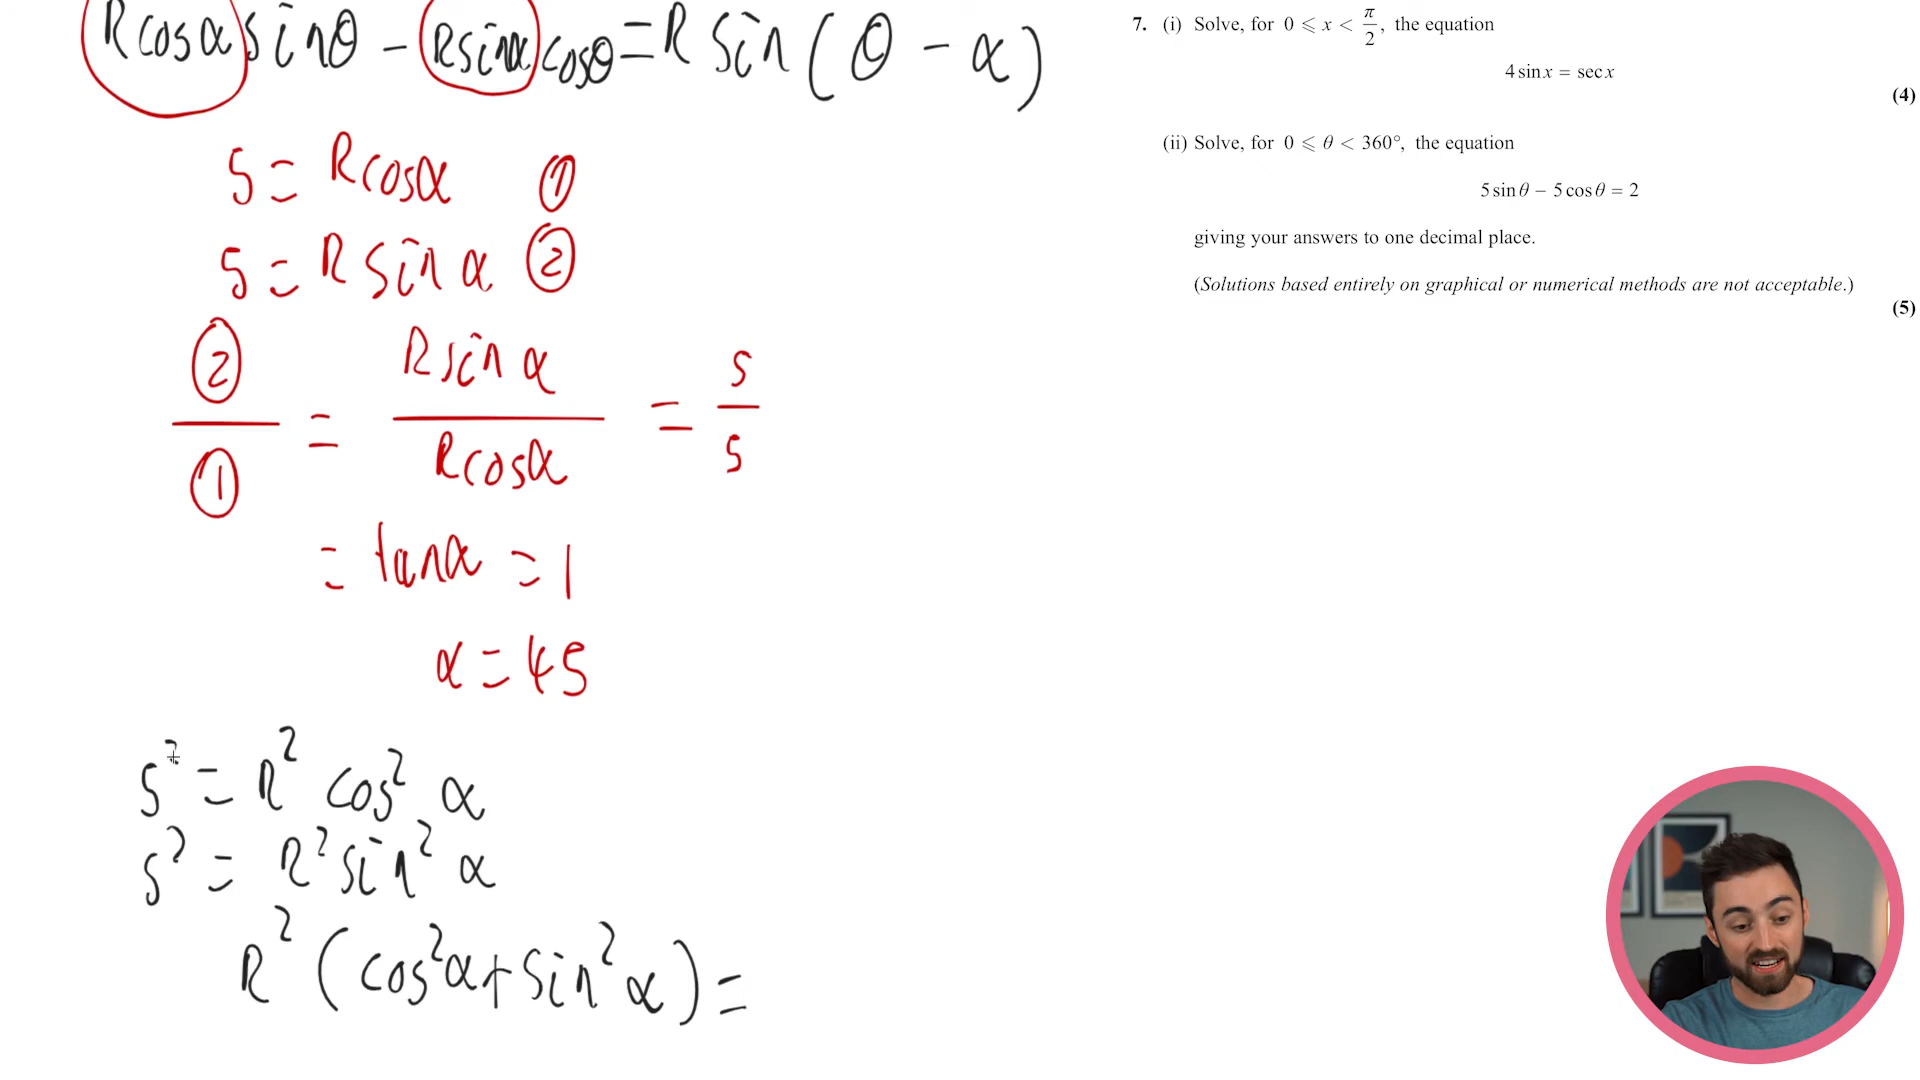 Rcosα sinθ - Rsinα cosθ = R sin(θ - α)
5 = Rcosα ①
5 = R sin α ②
② / ① = R sin α / Rcosα = 5 / 5
= tanα = 1
α = 45
5² = R² cos² α
5² = R² sin² α
R² (cos²α + sin² α) =
7. (i) Solve, for 0 ⩽ x < π/2, the equation
4 sin x = sec x
(4)
(ii) Solve, for 0 ⩽ θ < 360°, the equation
5 sin θ – 5 cos θ = 2
giving your answers to one decimal place.
(Solutions based entirely on graphical or numerical methods are not acceptable.)
(5)